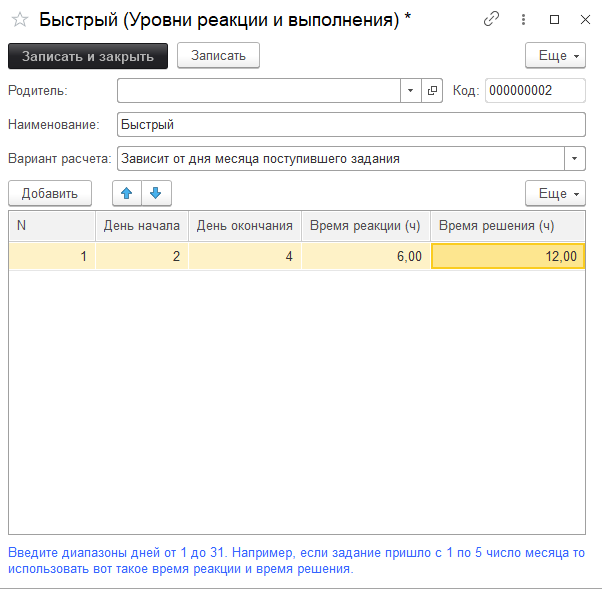 Быстрый (Уровни реакции и выполнения) *
Записать и закрыть Записать Еще
Родитель: Код: 000000002
Наименование: Быстрый
Вариант расчета: Зависит от дня месяца поступившего задания
Добавить Еще
N День начала День окончания Время реакции (ч) Время решения (ч)
1 2 4 6,00 12,00
Введите диапазоны дней от 1 до 31. Например, если задание пришло с 1 по 5 число месяца то
использовать вот такое время реакции и время решения.